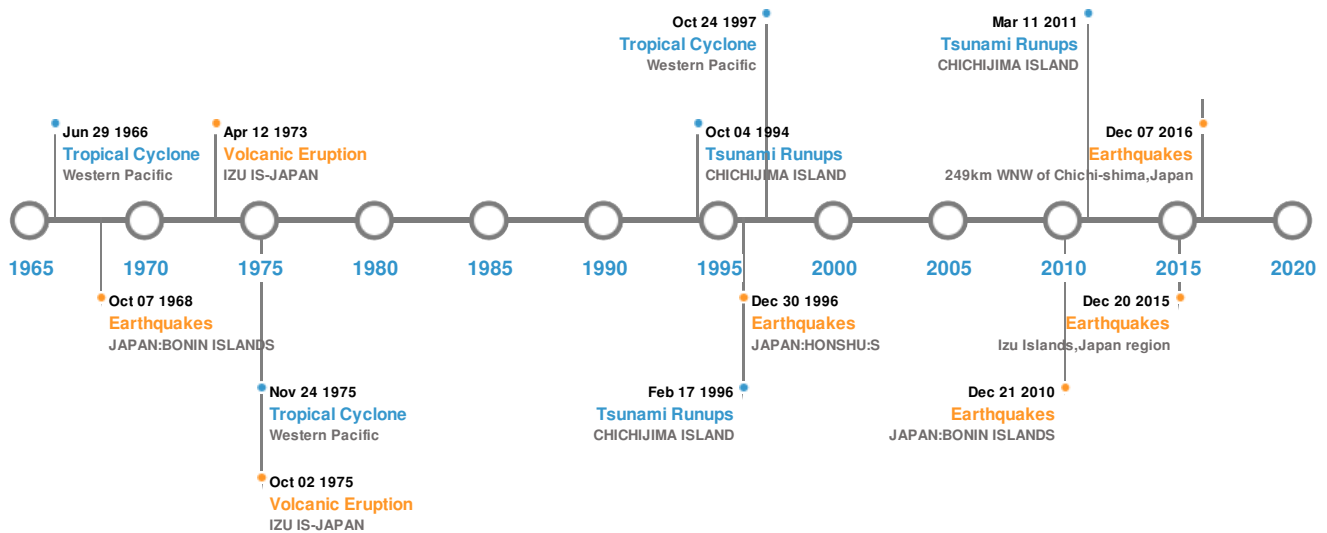 Oct 24 1997
Tropical Cyclone
Western Pacific
Mar 11 2011
Tsunami Runups
CHICHIJIMA ISLAND
Jun 29 1966
Tropical Cyclone
Western Pacific
Apr 12 1973
Volcanic Eruption
IZU IS-JAPAN
Oct 04 1994
Tsunami Runups
CHICHIJIMA ISLAND
Dec 07 2016
Earthquakes
249km WNW of Chichi-shima,Japan
1965 1970 1975 1980 1985 1990 1995 2000 2005 2010 2015 2020
Oct 07 1968
Earthquakes
JAPAN:BONIN ISLANDS
Dec 30 1996
Earthquakes
JAPAN:HONSHU:S
Dec 20 2015
Earthquakes
Izu Islands,Japan region
Nov 24 1975
Tropical Cyclone
Western Pacific
Feb 17 1996
Tsunami Runups
CHICHIJIMA ISLAND
Dec 21 2010
Earthquakes
JAPAN:BONIN ISLANDS
Oct 02 1975
Volcanic Eruption
IZU IS-JAPAN